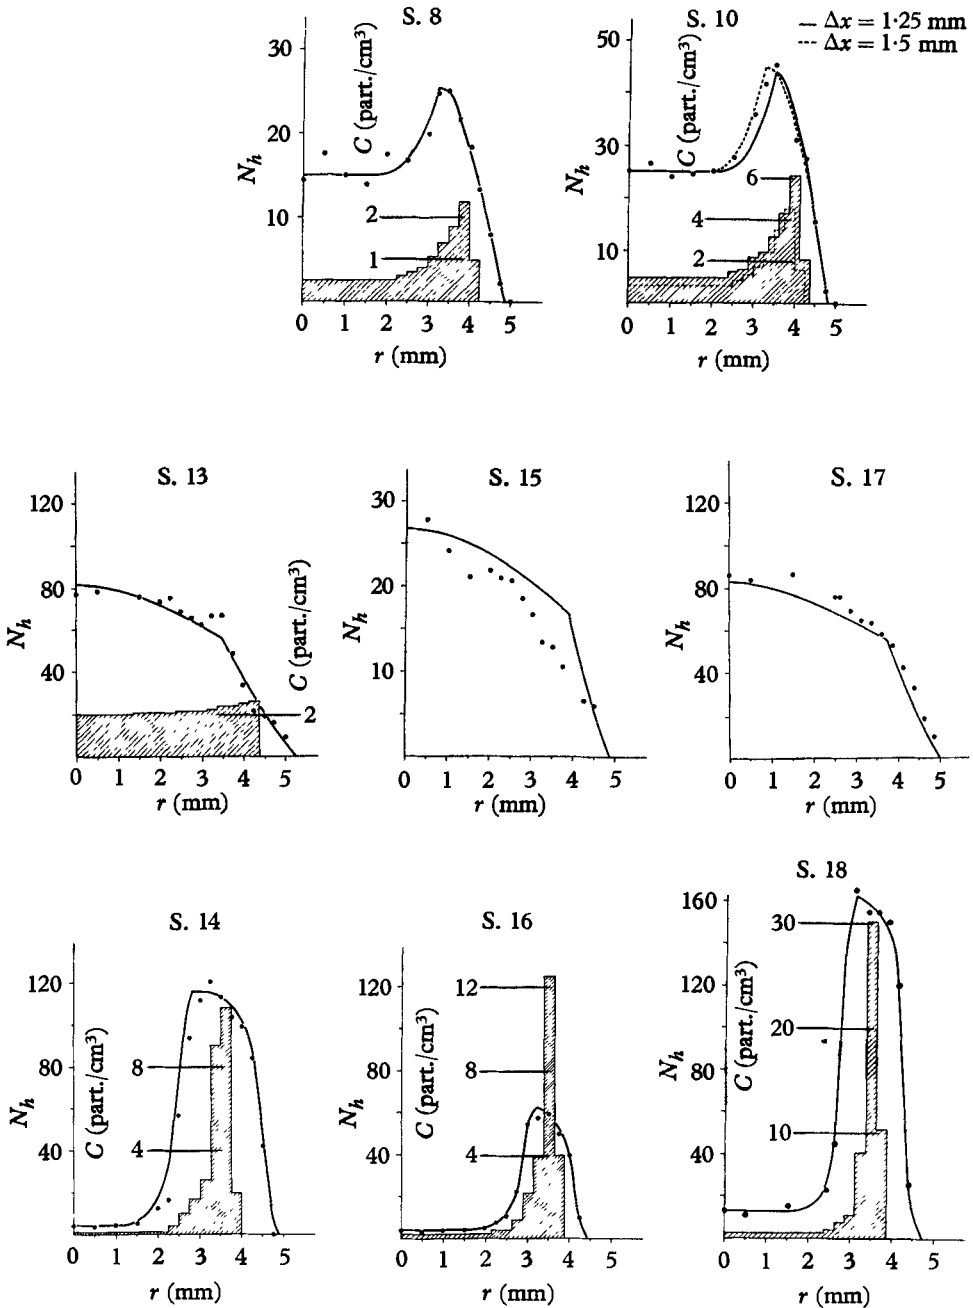 S. 8
30
20
10
N_h
C (part./cm³)
2
1
0 1 2 3 4 5
r (mm)
S. 10
— Δx = 1·25 mm
---- Δx = 1·5 mm
50
30
10
N_h
C (part./cm³)
6
4
2
0 1 2 3 4 5
r (mm)
S. 13
120
80
40
N_h
C (part./cm³)
2
0 1 2 3 4 5
r (mm)
S. 15
30
20
10
N_h
0 1 2 3 4 5
r (mm)
S. 17
120
80
40
N_h
0 1 2 3 4 5
r (mm)
S. 14
120
80
40
N_h
C (part./cm³)
8
4
0 1 2 3 4 5
r (mm)
S. 16
120
80
40
N_h
C (part./cm³)
12
8
4
0 1 2 3 4 5
r (mm)
S. 18
160
120
80
40
N_h
C (part./cm³)
30
20
10
0 1 2 3 4 5
r (mm)